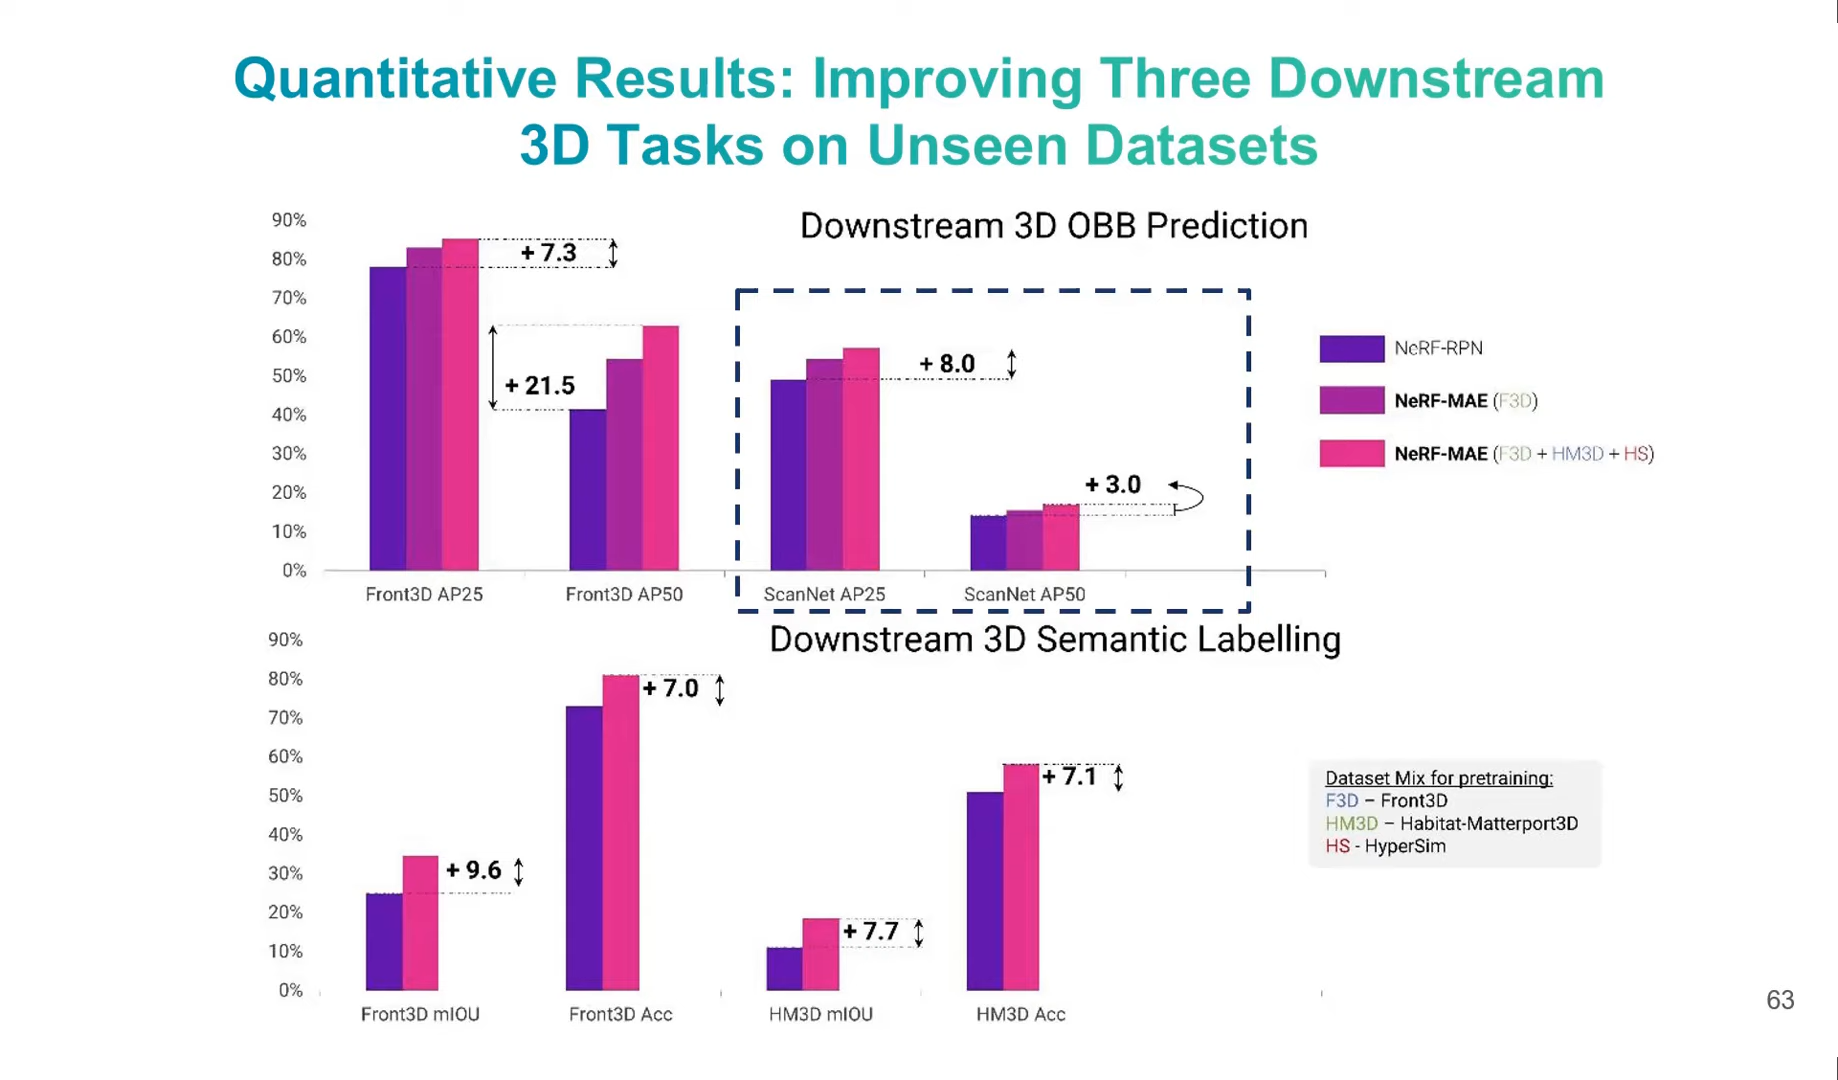 Quantitative Results: Improving Three Downstream
3D Tasks on Unseen Datasets
Downstream 3D OBB Prediction
90%
80%
70%
60%
50%
40%
30%
20%
10%
0%
+ 7.3
+ 21.5
+ 8.0
+ 3.0
Front3D AP25
Front3D AP50
ScanNet AP25
ScanNet AP50
NeRF-RPN
NeRF-MAE (F3D)
NeRF-MAE (F3D + HM3D + HS)
Downstream 3D Semantic Labelling
90%
80%
70%
60%
50%
40%
30%
20%
10%
0%
+ 9.6
+ 7.0
+ 7.7
+ 7.1
Front3D mIOU
Front3D Acc
HM3D mIOU
HM3D Acc
Dataset Mix for pretraining:
F3D – Front3D
HM3D – Habitat-Matterport3D
HS - HyperSim
63